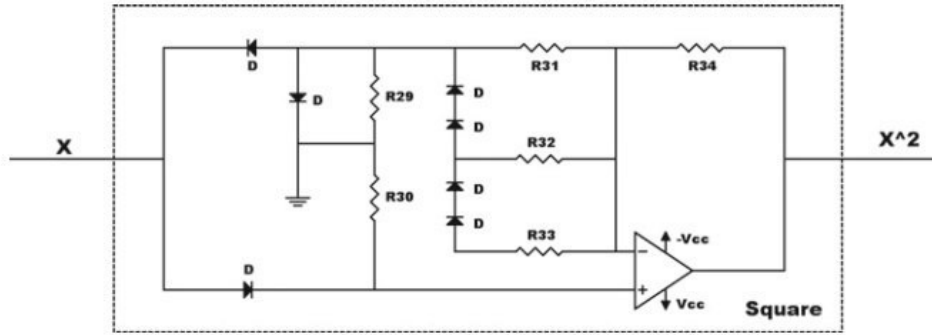 D
R31
R34
D
R29
D
D
X
R32
X^2
R30
D
D
R33
-Vcc
D
−
+
Vcc
Square